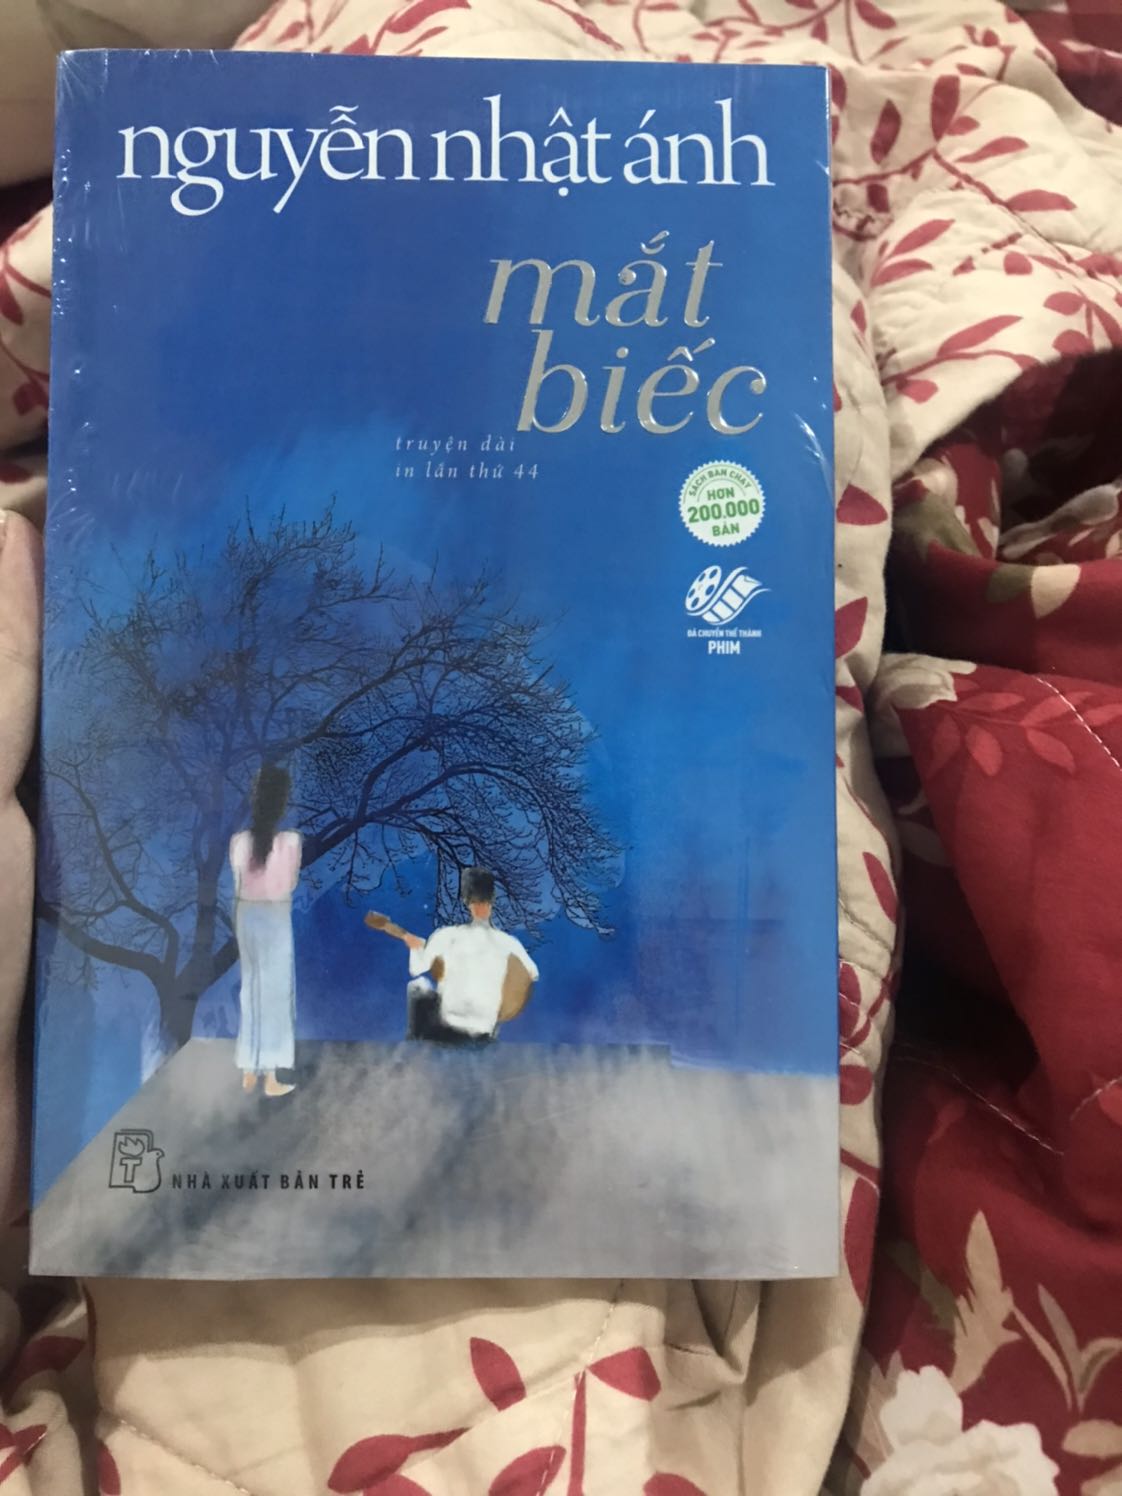 nguyễn nhật ánh
mắt
biếc
truyện dài
in lần thứ 44
SÁCH BÁN CHẠY
HƠN
200.000
BẢN
ĐÃ CHUYỂN THỂ THÀNH
PHIM
T
NHÀ XUẤT BẢN TRẺ